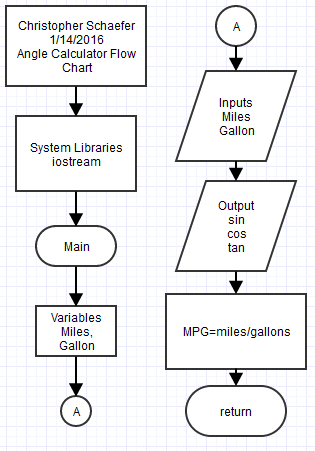 Christopher Schaefer
1/14/2016
Angle Calculator Flow
Chart
System Libraries
iostream
Main
Variables
Miles,
Gallon
A
A
Inputs
Miles
Gallon
Output
sin
cos
tan
MPG=miles/gallons
return